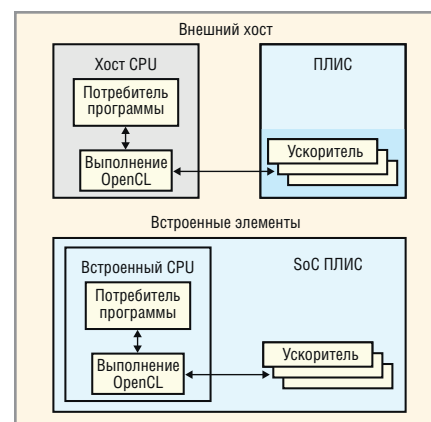 Внешний хост
Хост CPU
Потребитель
программы
Выполнение
OpenCL
ПЛИС
Ускоритель
Встроенные элементы
Встроенный CPU
Потребитель
программы
Выполнение
OpenCL
SoC ПЛИС
Ускоритель